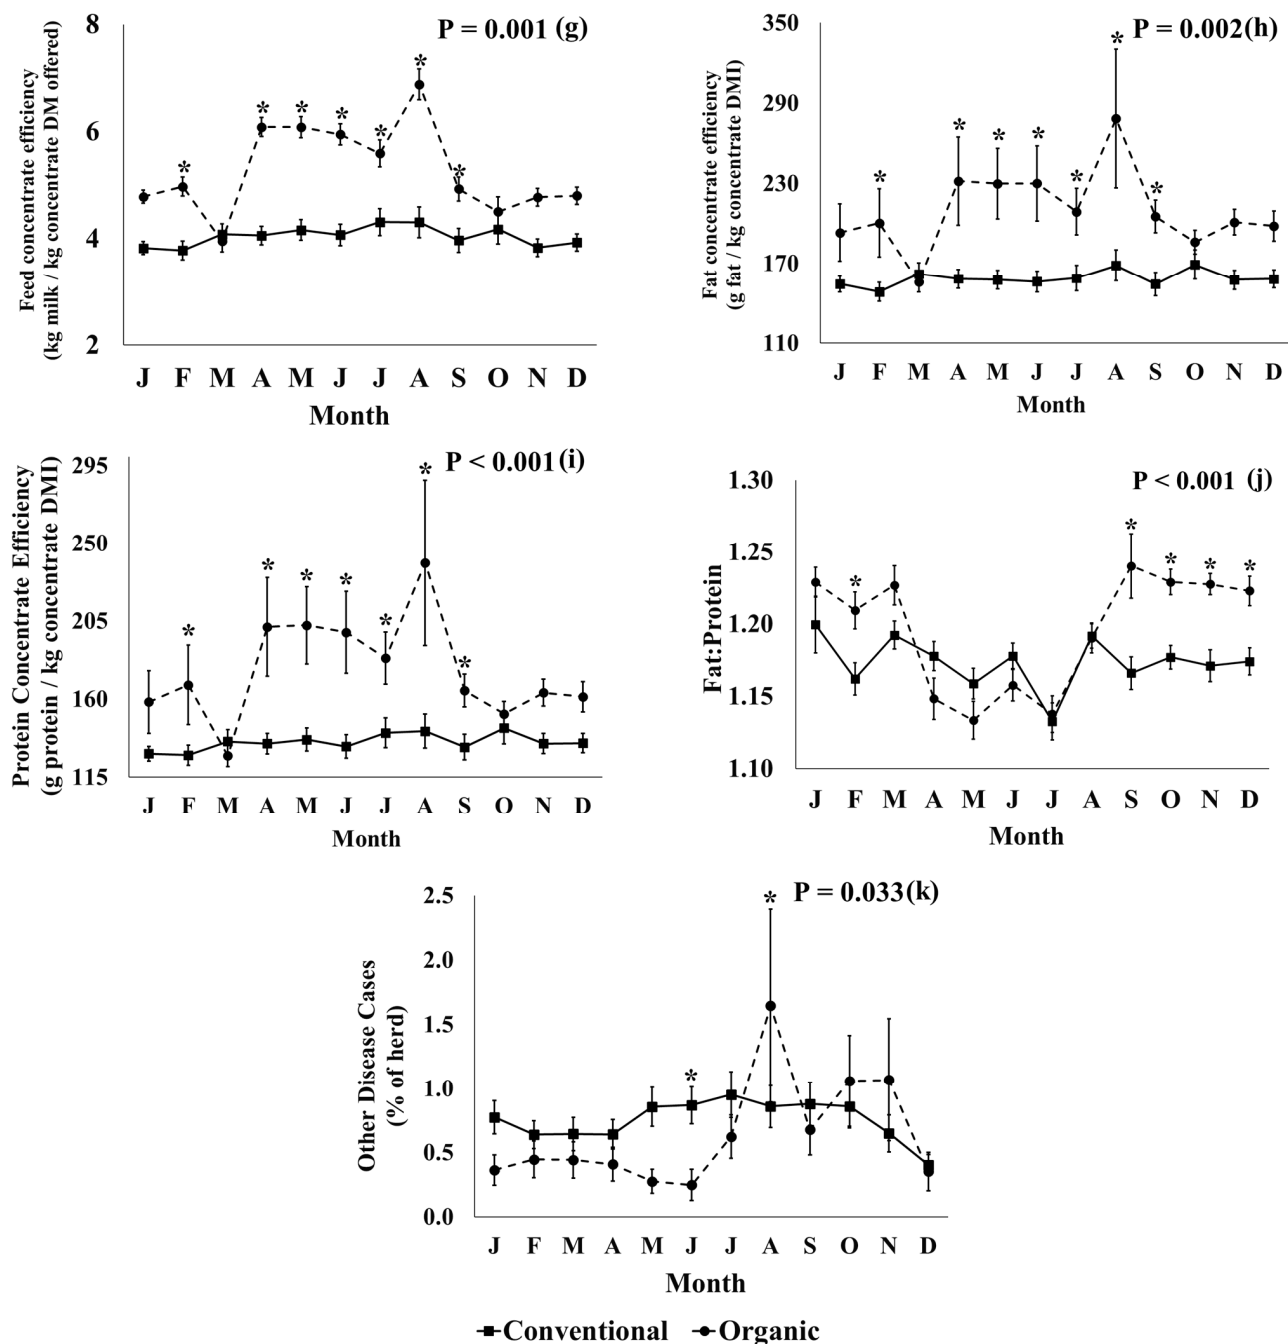 P = 0.001 (g)
Feed concentrate efficiency
(kg milk / kg concentrate DM offered)
8
6
4
2
J F M A M J J A S O N D
Month
P = 0.002 (h)
Fat concentrate efficiency
(g fat / kg concentrate DMI)
350
290
230
170
110
J F M A M J J A S O N D
Month
P < 0.001 (i)
Protein Concentrate Efficiency
(g protein / kg concentrate DMI)
295
250
205
160
115
J F M A M J J A S O N D
Month
P < 0.001 (j)
Fat:Protein
1.30
1.25
1.20
1.15
1.10
J F M A M J J A S O N D
Month
P = 0.033 (k)
Other Disease Cases
(% of herd)
2.5
2.0
1.5
1.0
0.5
0.0
J F M A M J J A S O N D
Month
Conventional Organic